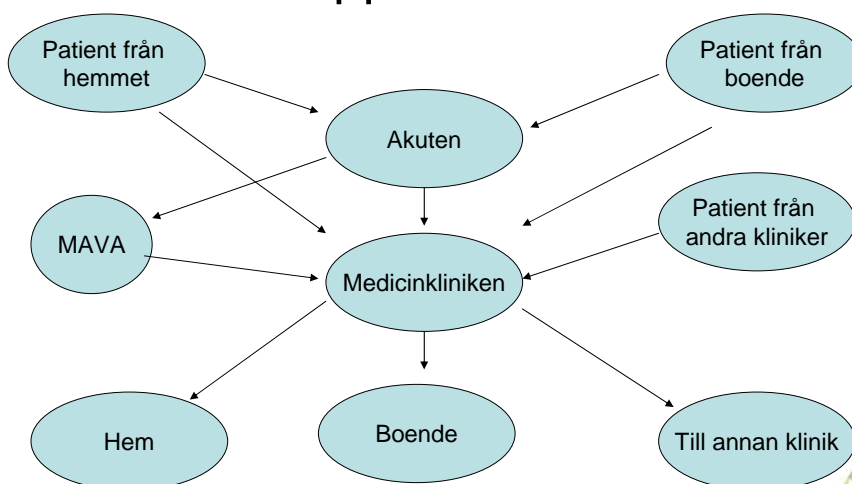 Patient från
hemmet
Patient från
boende
Akuten
Patient från
andra kliniker
MAVA
Medicinkliniken
Hem
Boende
Till annan klinik